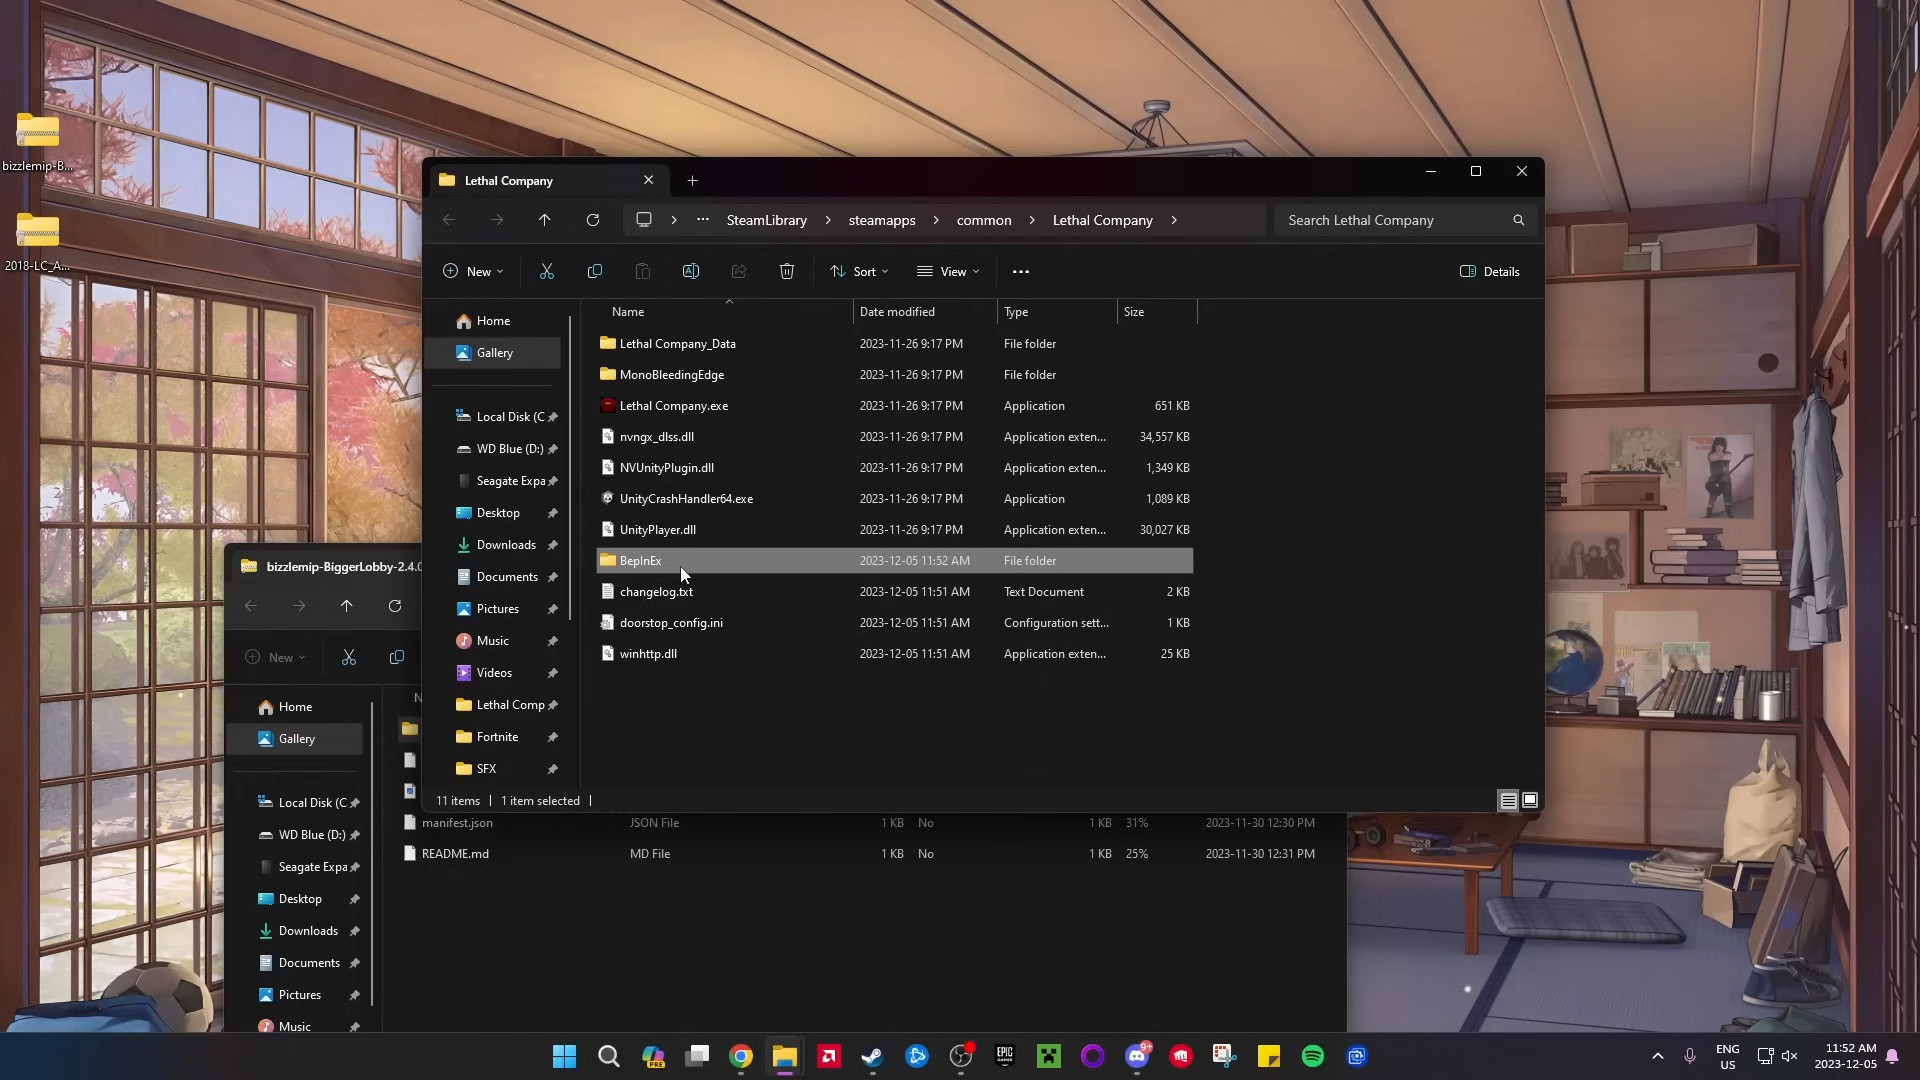 bizzlemip-B...
2018-LC_A...
Lethal Company
SteamLibrary
steamapps
common
Lethal Company
Search Lethal Company
New
Sort
View
Details
Name
Date modified
Type
Size
Home
Gallery
Local Disk (C
WD Blue (D:)
Seagate Expa
Desktop
Downloads
Documents
Pictures
Music
Videos
Lethal Comp
Fortnite
SFX
Lethal Company_Data 2023-11-26 9:17 PM File folder
MonoBleedingEdge 2023-11-26 9:17 PM File folder
Lethal Company.exe 2023-11-26 9:17 PM Application 651 KB
nvngx_dlss.dll 2023-11-26 9:17 PM Application exten... 34,557 KB
NVUnityPlugin.dll 2023-11-26 9:17 PM Application exten... 1,349 KB
UnityCrashHandler64.exe 2023-11-26 9:17 PM Application 1,089 KB
UnityPlayer.dll 2023-11-26 9:17 PM Application exten... 30,027 KB
BepInEx 2023-12-05 11:52 AM File folder
changelog.txt 2023-12-05 11:51 AM Text Document 2 KB
doorstop_config.ini 2023-12-05 11:51 AM Configuration sett... 1 KB
winhttp.dll 2023-12-05 11:51 AM Application exten... 25 KB
11 items | 1 item selected |
bizzlemip-BiggerLobby-2.4.0
New
Home
Gallery
Local Disk (C
WD Blue (D:)
Seagate Expa
Desktop
Downloads
Documents
Pictures
Music
manifest.json JSON File 1 KB No 1 KB 31% 2023-11-30 12:30 PM
README.md MD File 1 KB No 1 KB 25% 2023-11-30 12:31 PM
PRE
EPIC
GAMES
9+
ENG
US
11:52 AM
2023-12-05